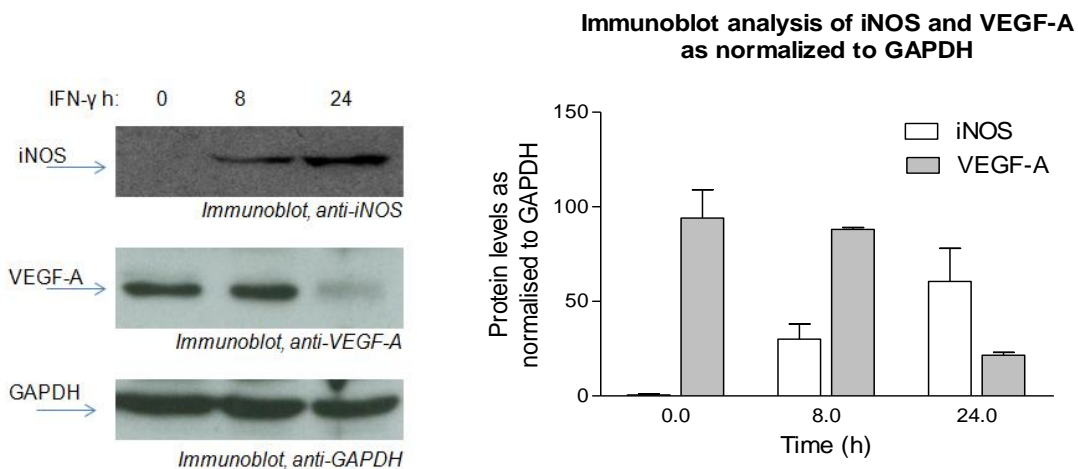 IFN-γ h: 0 8 24
iNOS
Immunoblot, anti-iNOS
VEGF-A
Immunoblot, anti-VEGF-A
GAPDH
Immunoblot, anti-GAPDH
Immunoblot analysis of iNOS and VEGF-A
as normalized to GAPDH
Protein levels as
normalised to GAPDH
150
100
50
0
iNOS
VEGF-A
0.0 8.0 24.0
Time (h)